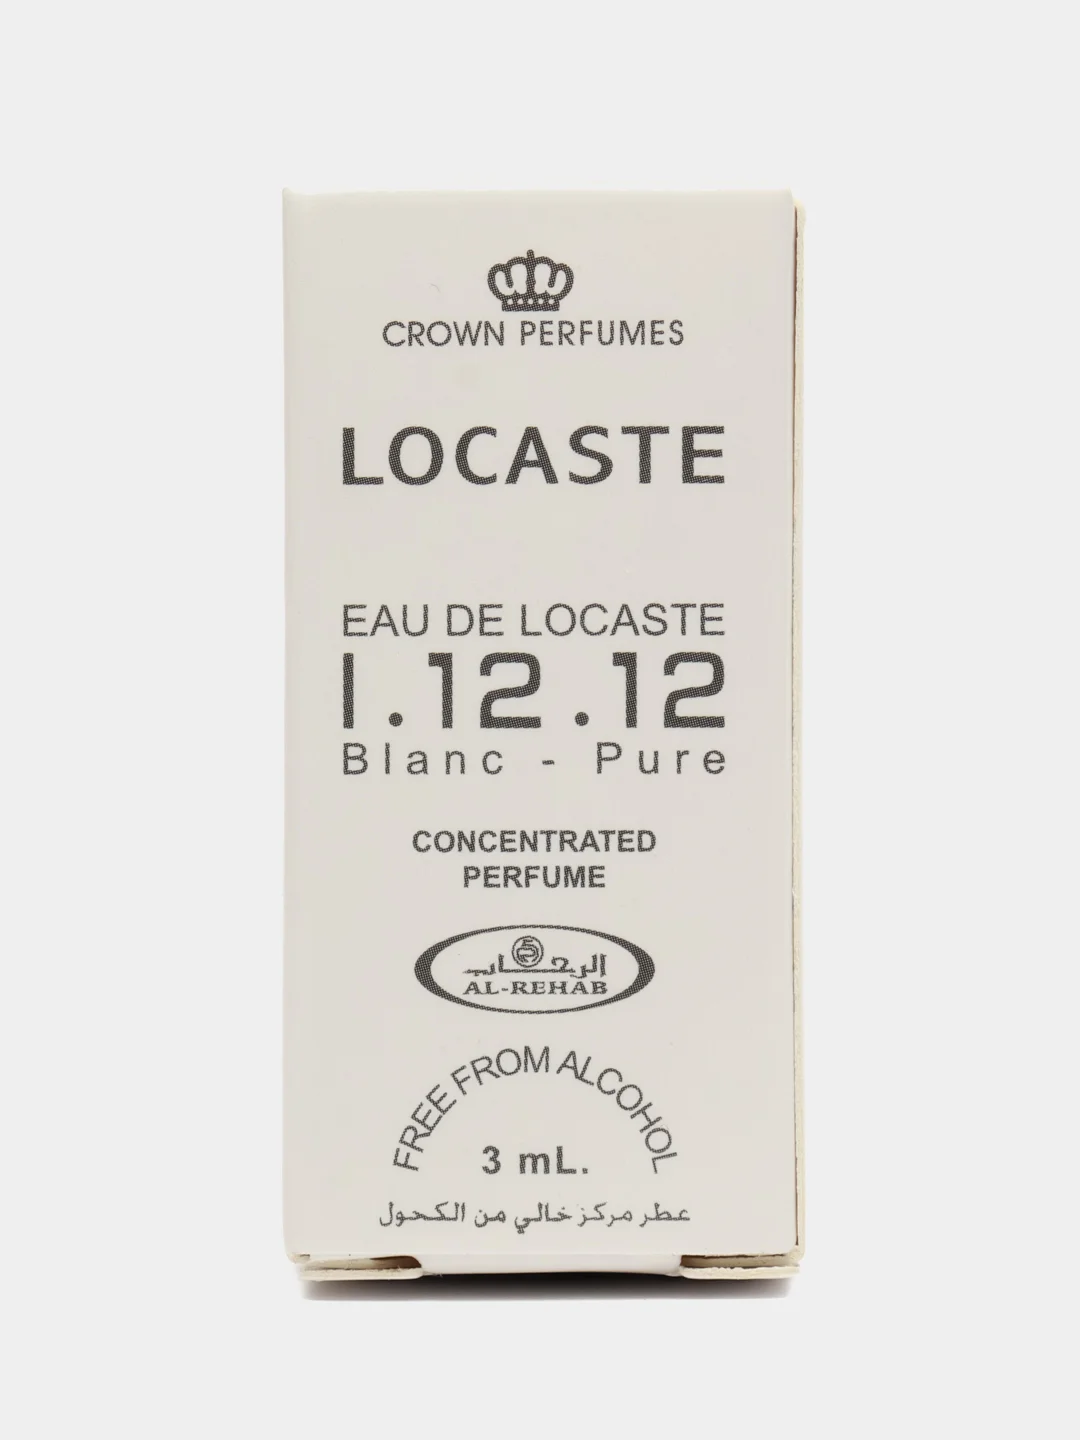 CROWN PERFUMES
LOCASTE
EAU DE LOCASTE
I.12.12
Blanc - Pure
CONCENTRATED
PERFUME
الرحاب
AL-REHAB
FREE FROM ALCOHOL
3 mL.
عطر مركز خالي من الكحول